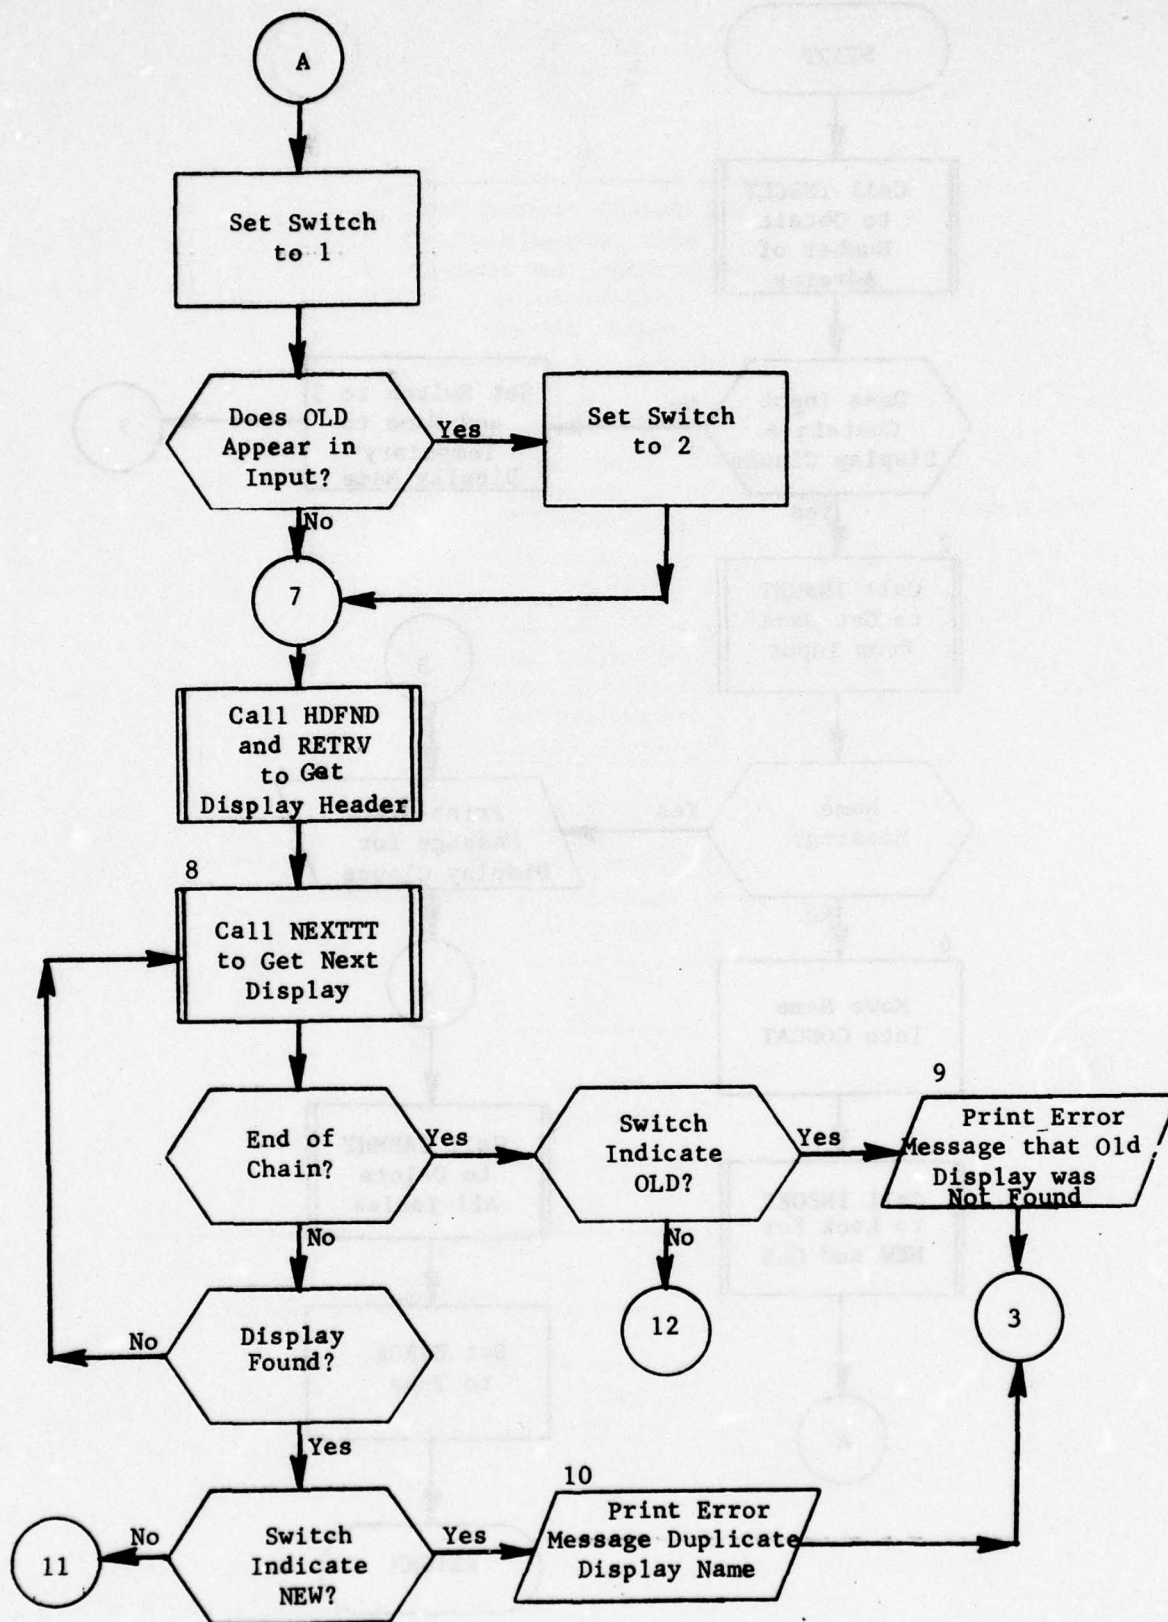 A
Set Switch
to 1
Does OLD
Appear in
Input?
Yes
Set Switch
to 2
No
7
Call HDFND
and RETRV
to Get
Display Header
8
Call NEXTTT
to Get Next
Display
End of
Chain?
Yes
Switch
Indicate
OLD?
Yes
9
Print Error
Message that Old
Display was
Not Found
No
No
12
3
Display
Found?
No
Yes
Switch
Indicate
NEW?
No
11
Yes
10
Print Error
Message Duplicate
Display Name